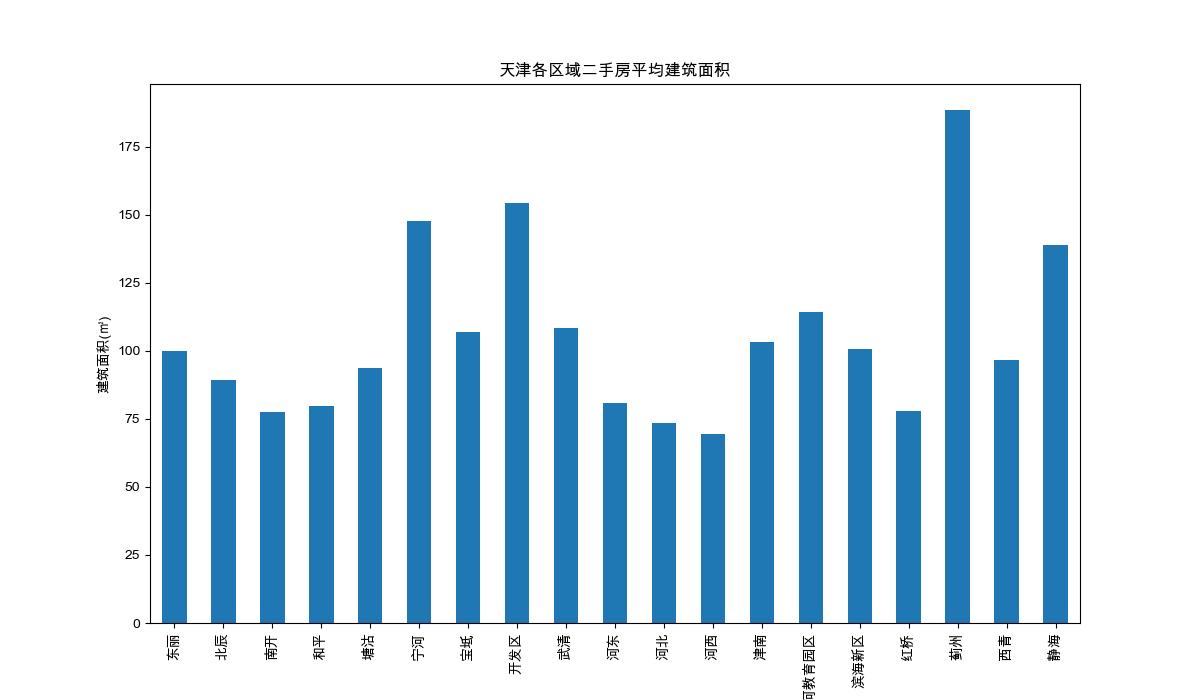 天津各区域二手房平均建筑面积
建筑面积(㎡)
175
150
125
100
75
50
25
0
东丽
北辰
南开
和平
塘沽
宁河
宝坻
开发区
武清
河东
河北
河西
津南
河教育园区
滨海新区
红桥
蓟州
西青
静海